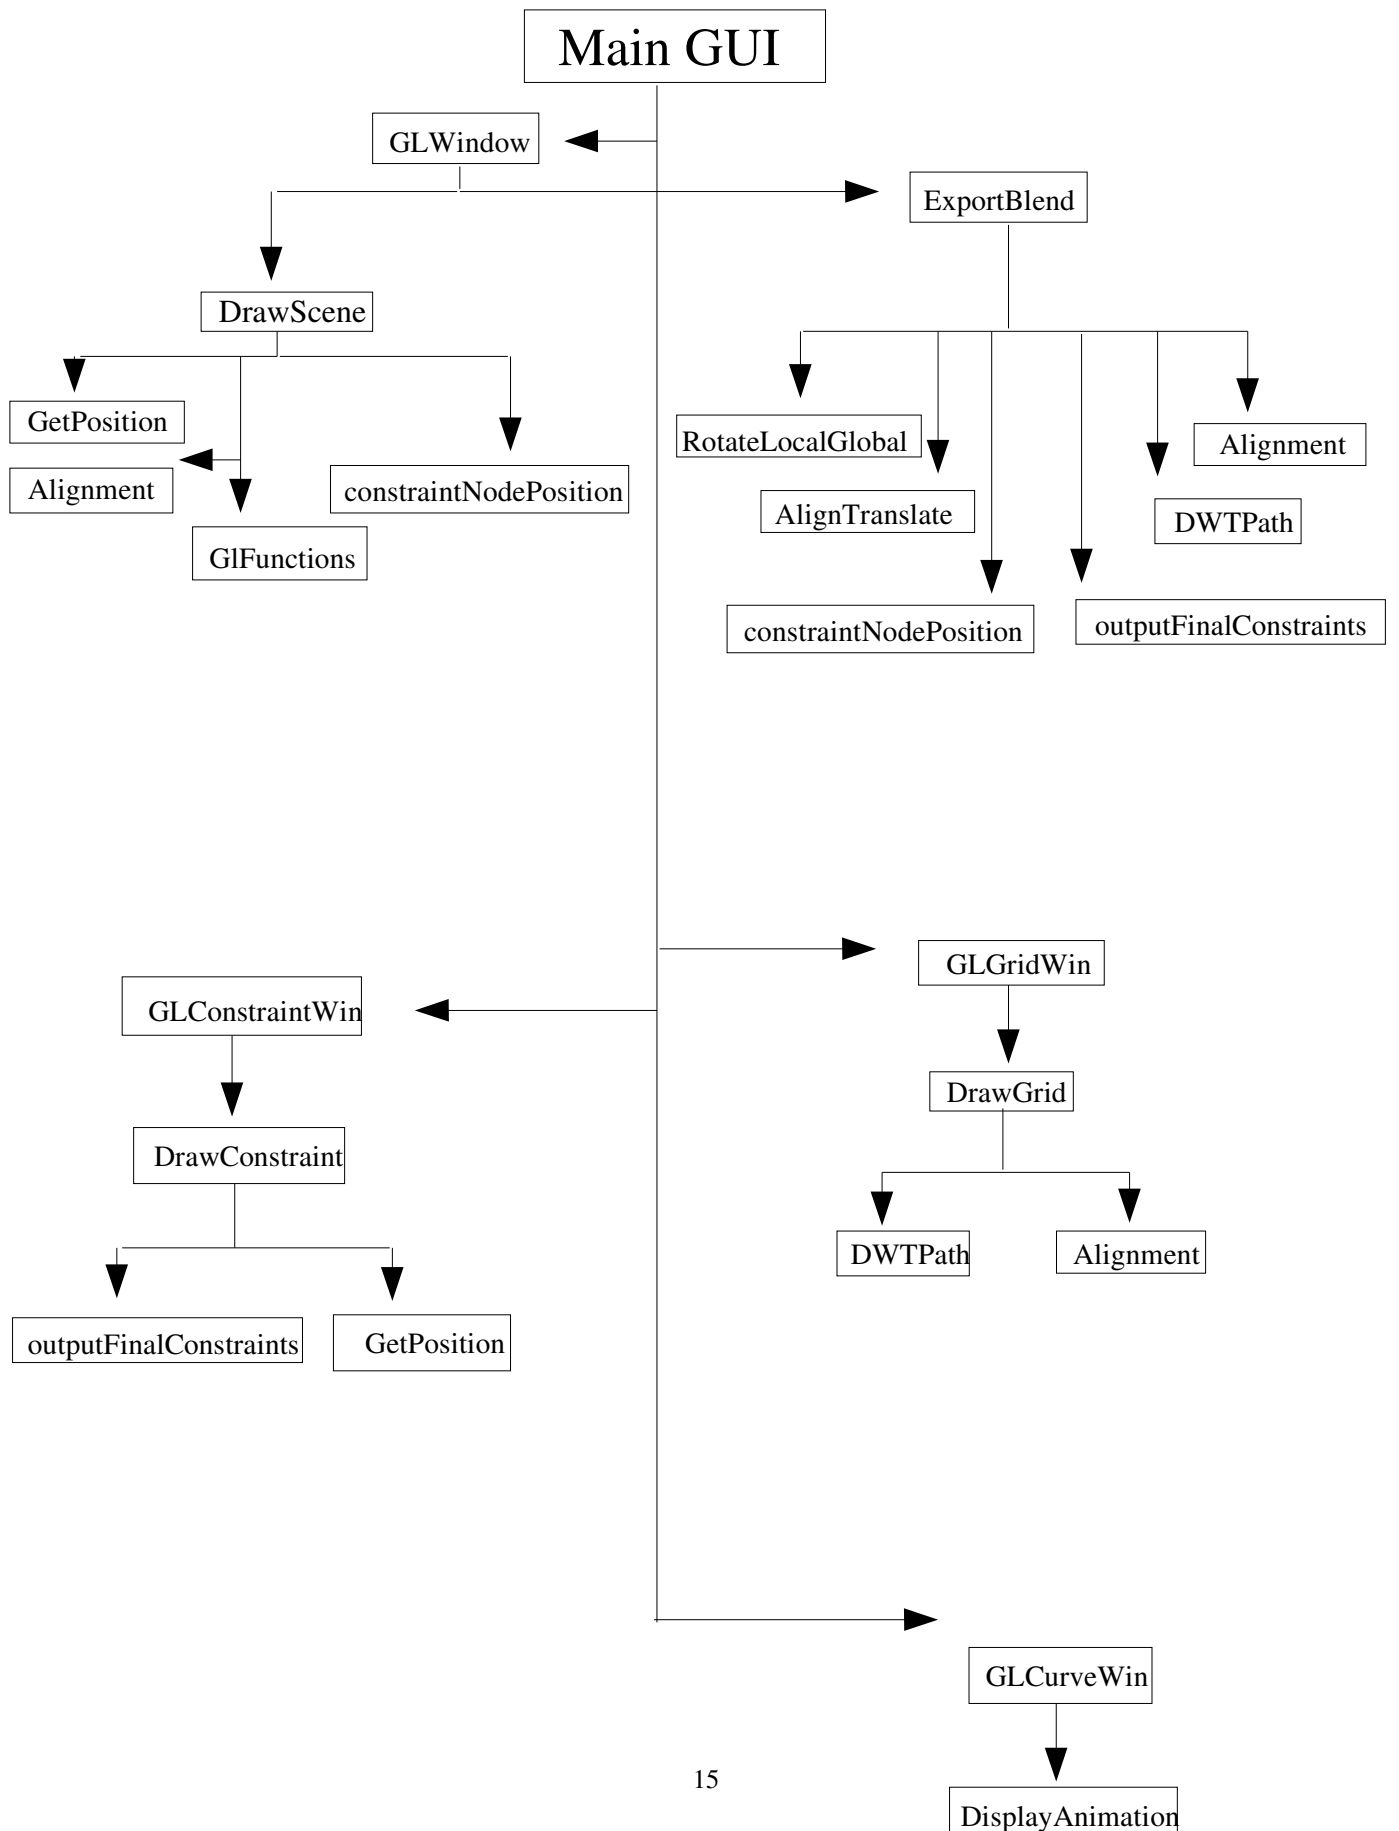 Main GUI
GLWindow
ExportBlend
DrawScene
GetPosition
Alignment
GlFunctions
constraintNodePosition
RotateLocalGlobal
AlignTranslate
constraintNodePosition
outputFinalConstraints
DWTPath
Alignment
GLConstraintWin
DrawConstraint
outputFinalConstraints
GetPosition
GLGridWin
DrawGrid
DWTPath
Alignment
GLCurveWin
DisplayAnimation
15